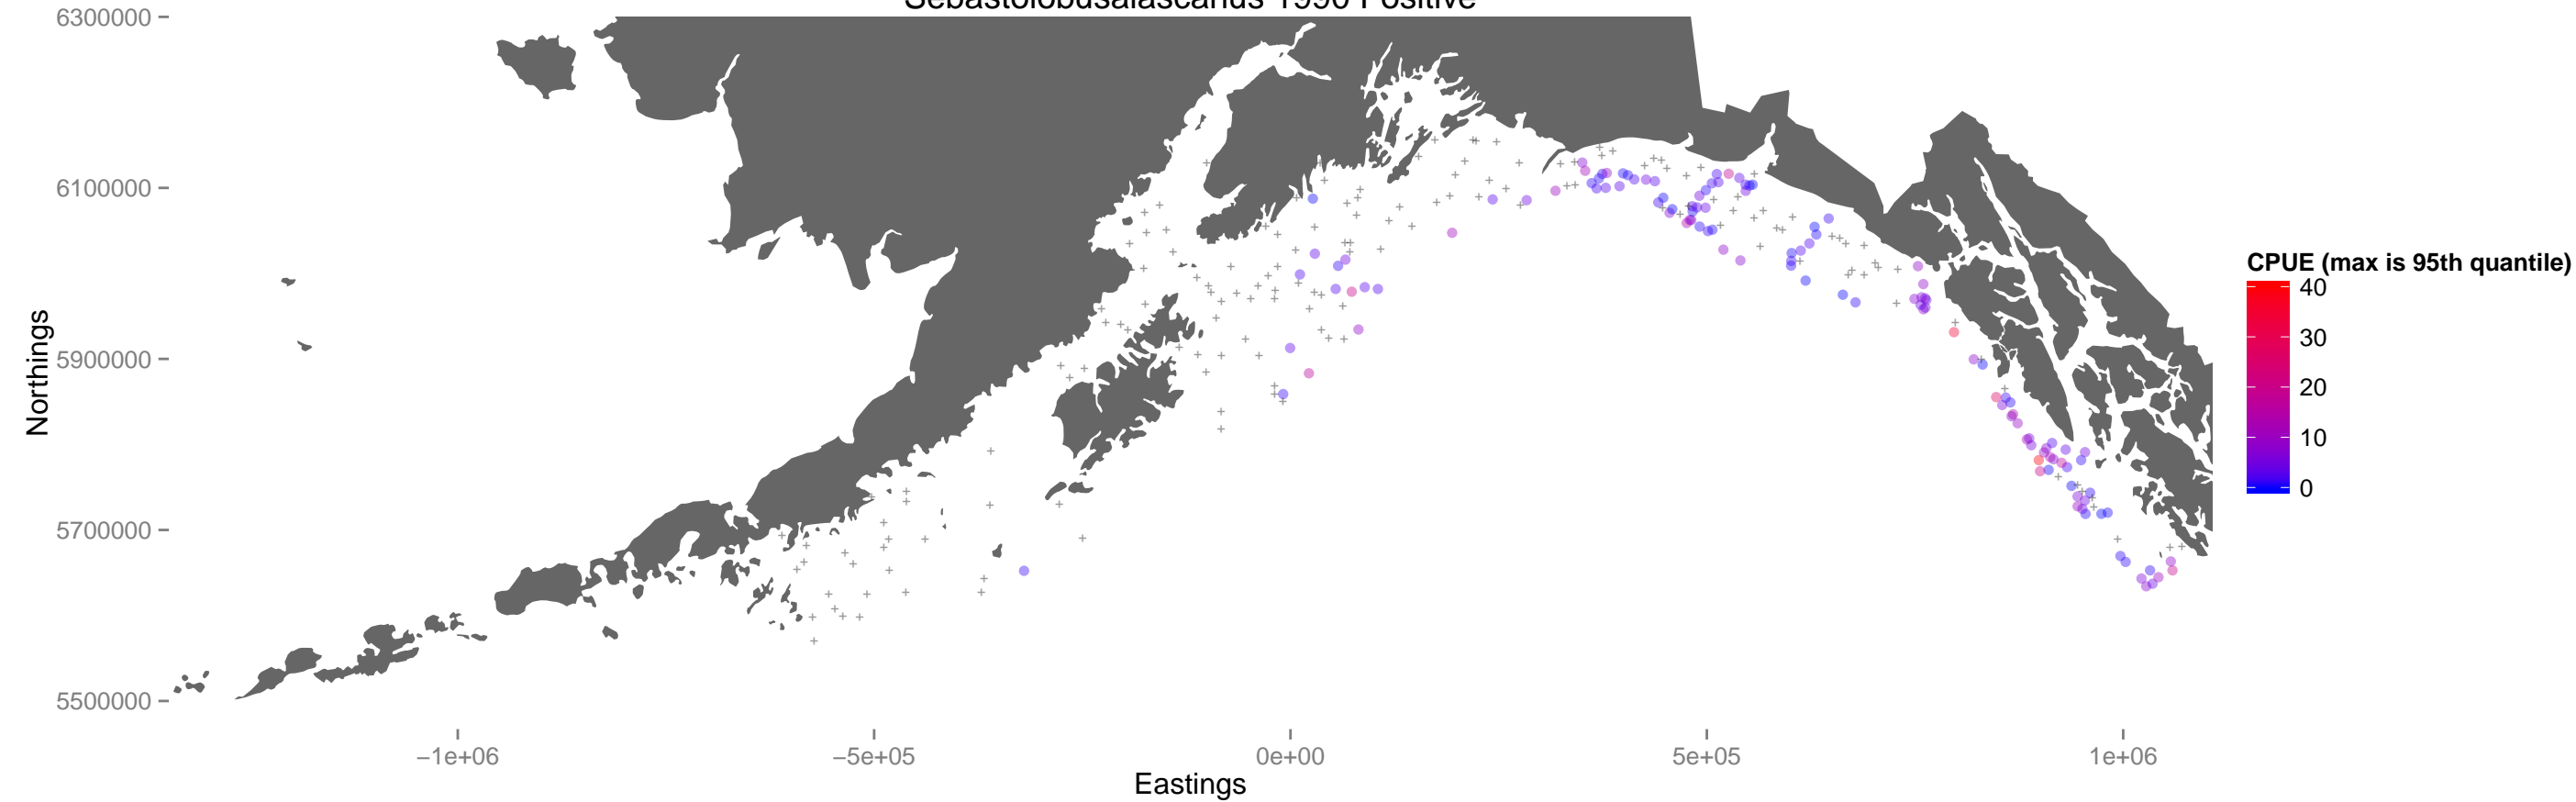 Sebastolobusalascanus 1990 Positive
6300000
6100000
5900000
5700000
5500000
Northings
−1e+06
−5e+05
0e+00
5e+05
1e+06
Eastings
CPUE (max is 95th quantile)
40
30
20
10
0